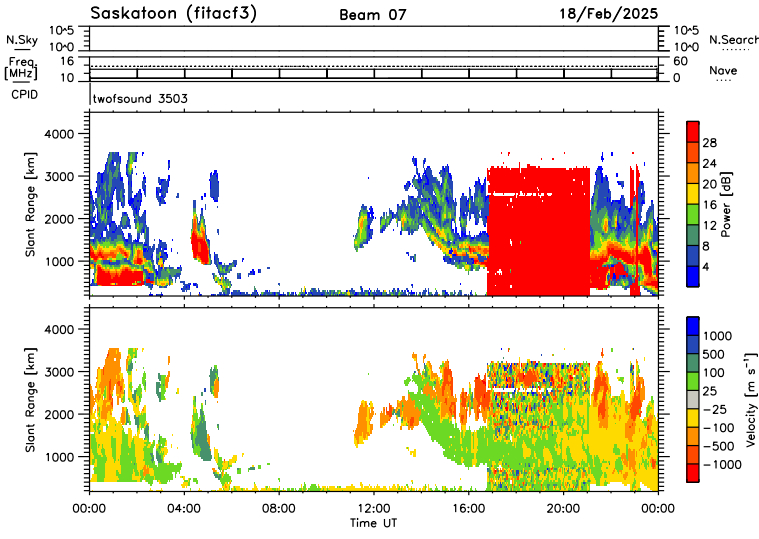 Saskatoon (fitacf3)
Beam 07
18/Feb/2025
N.Sky
10^5
10^0
10^5
10^0
N.Search
Freq.
[MHz]
16
10
60
0
Nave
CPID
twofsound 3503
Slant Range [km]
4000
3000
2000
1000
28
24
20
16
12
8
4
Power [dB]
Slant Range [km]
4000
3000
2000
1000
1000
500
100
25
-25
-100
-500
-1000
Velocity [m s⁻¹]
00:00
04:00
08:00
12:00
16:00
20:00
00:00
Time UT